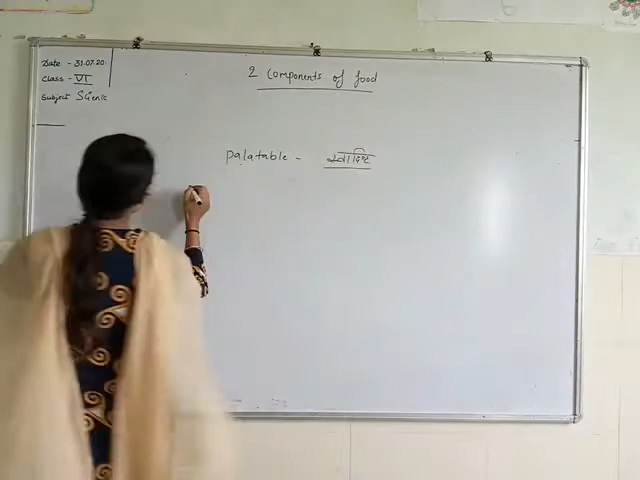 Date - 31.07.20
Class - VI
Subject Science
2 Components of food
Palatable - स्वादिष्ट